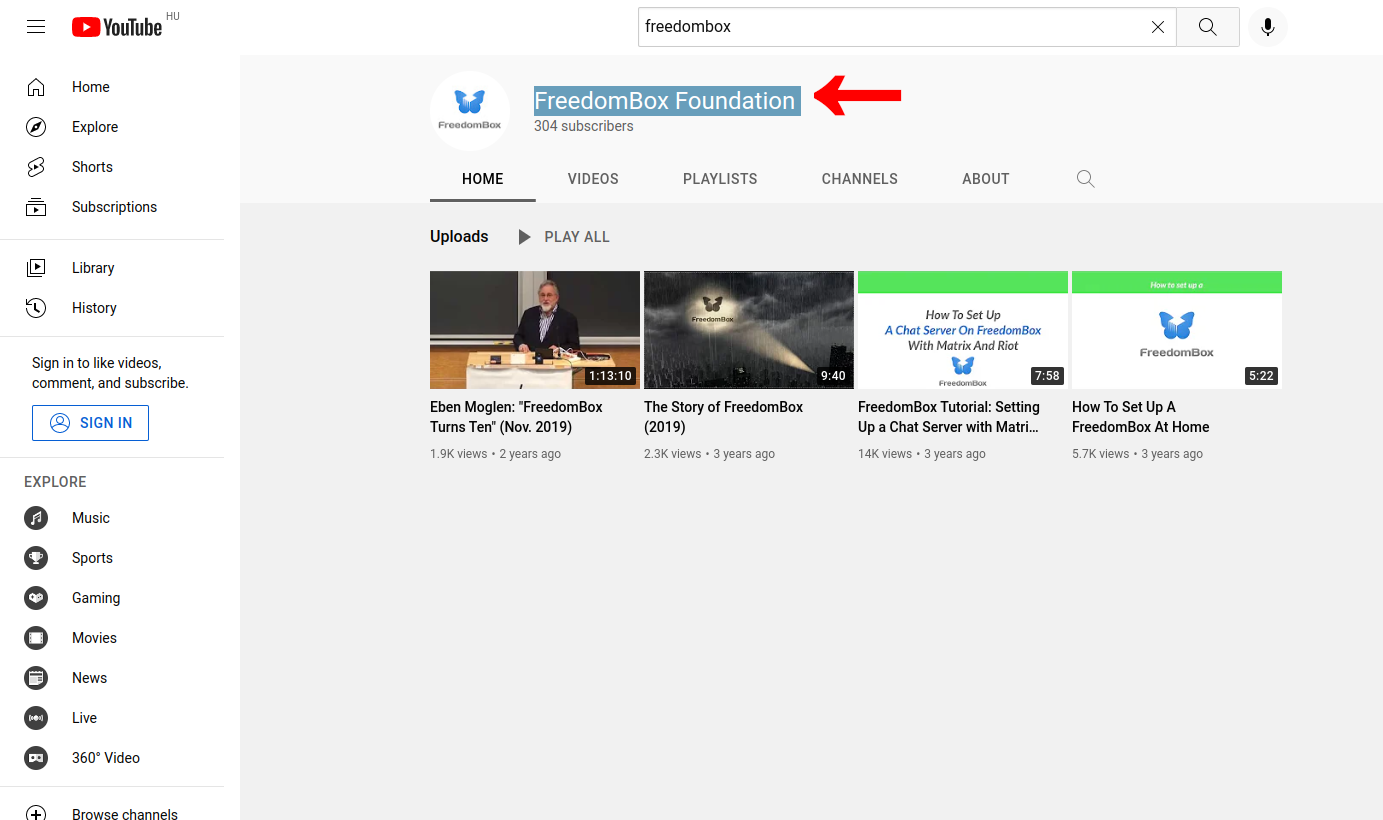 YouTube HU
freedombox
Home
Explore
Shorts
Subscriptions
Library
History
Sign in to like videos,
comment, and subscribe.
SIGN IN
EXPLORE
Music
Sports
Gaming
Movies
News
Live
360° Video
Browse channels
FreedomBox
FreedomBox Foundation
304 subscribers
HOME VIDEOS PLAYLISTS CHANNELS ABOUT
Uploads PLAY ALL
1:13:10
Eben Moglen: "FreedomBox
Turns Ten" (Nov. 2019)
1.9K views • 2 years ago
FreedomBox
9:40
The Story of FreedomBox
(2019)
2.3K views • 3 years ago
How To Set Up
A Chat Server On FreedomBox
With Matrix And Riot
FreedomBox
7:58
FreedomBox Tutorial: Setting
Up a Chat Server with Matri...
14K views • 3 years ago
How to set up a
FreedomBox
5:22
How To Set Up A
FreedomBox At Home
5.7K views • 3 years ago